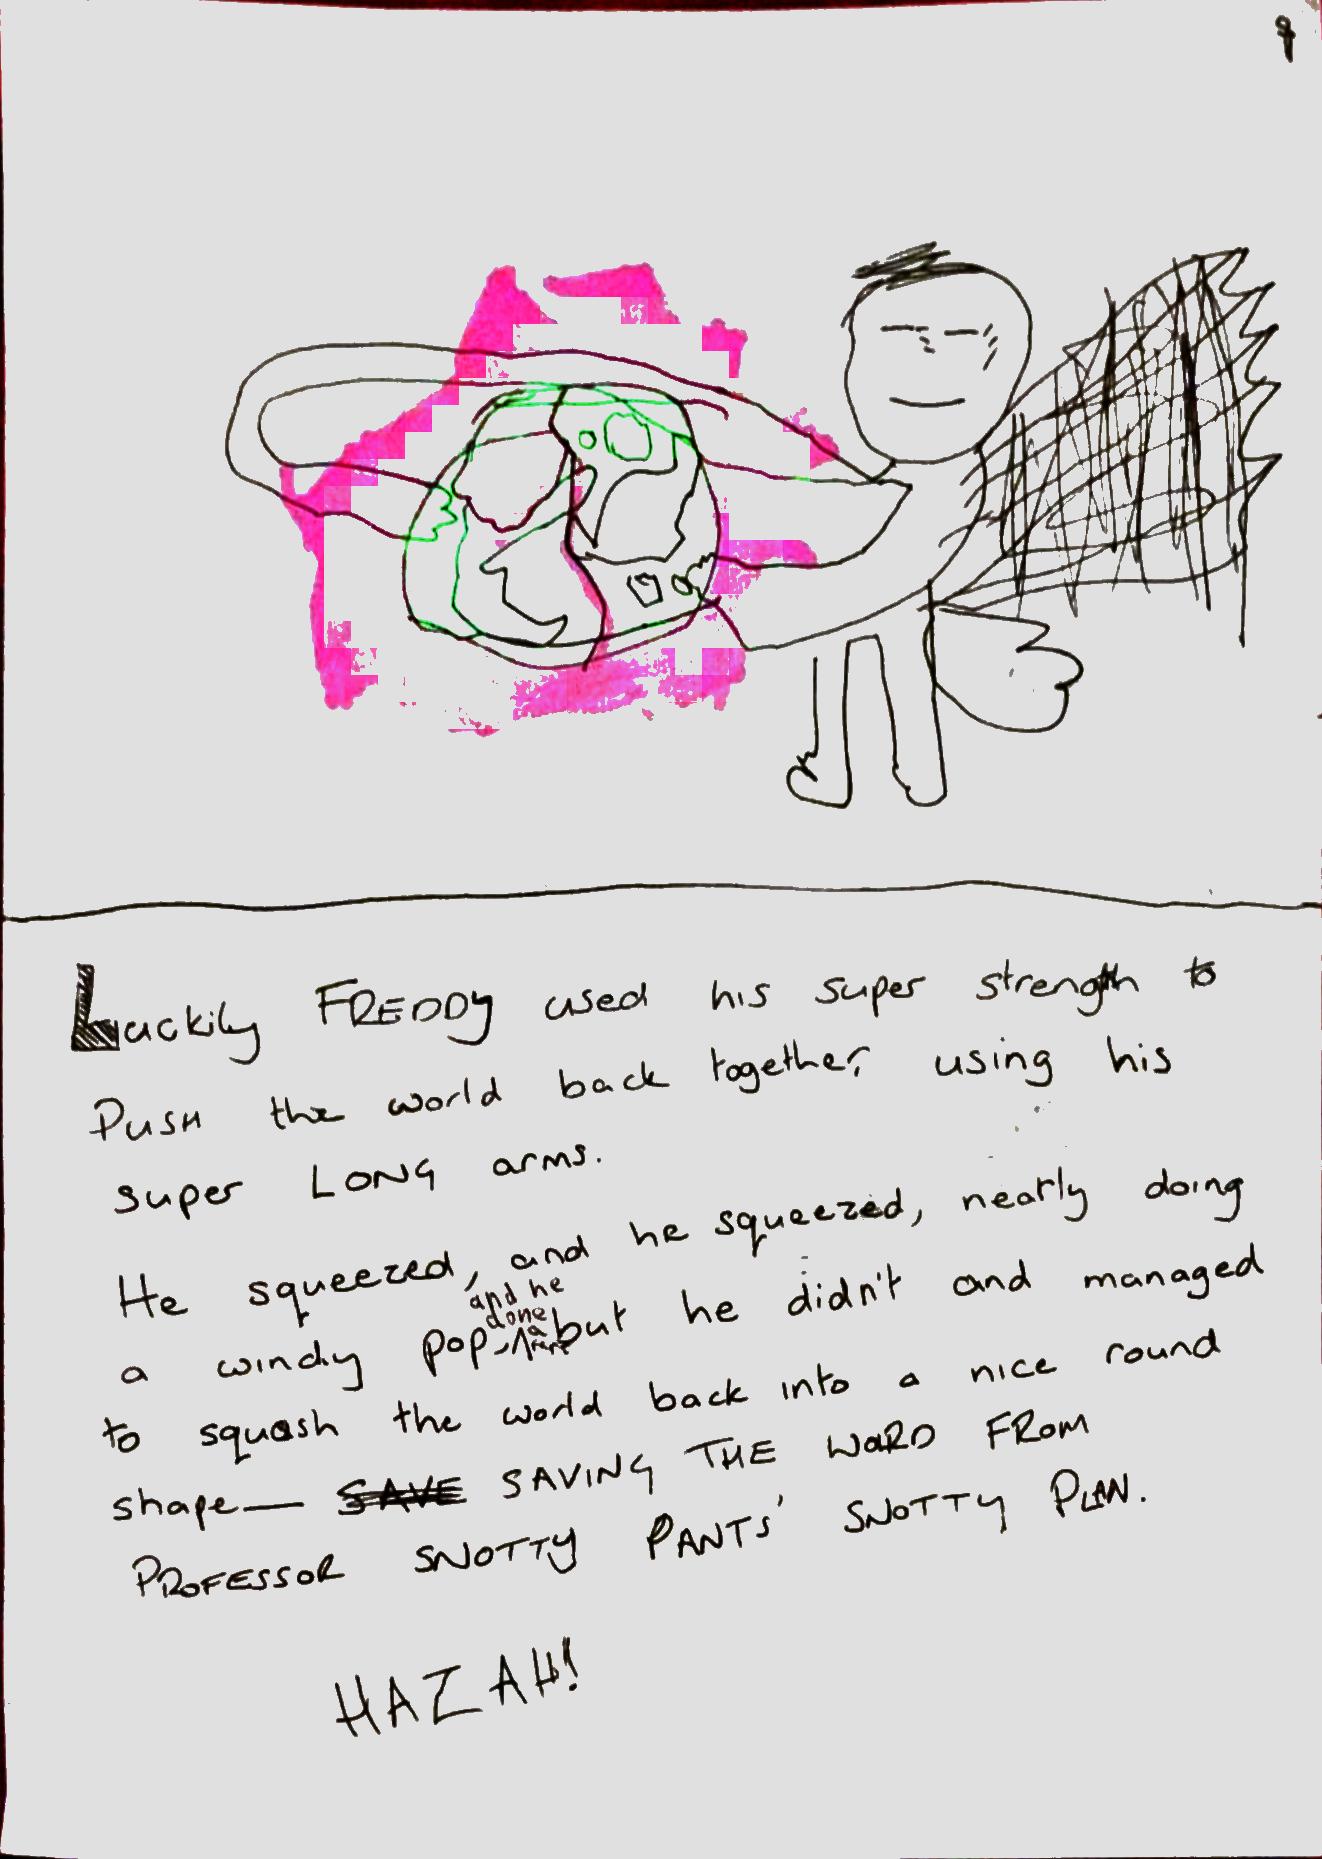 9
Luckily FREDDY used his super strength to
PUSH the world back together, using his
super LONG arms.
He squeezed, and he squeezed, nearly doing
a windy pop, and he done a but he didn't and managed
to squash the world back into a nice round
shape— SAVE SAVING THE WORLD FROM
PROFESSOR SNOTTY PANTS' SNOTTY PLAN.
HAZAH!